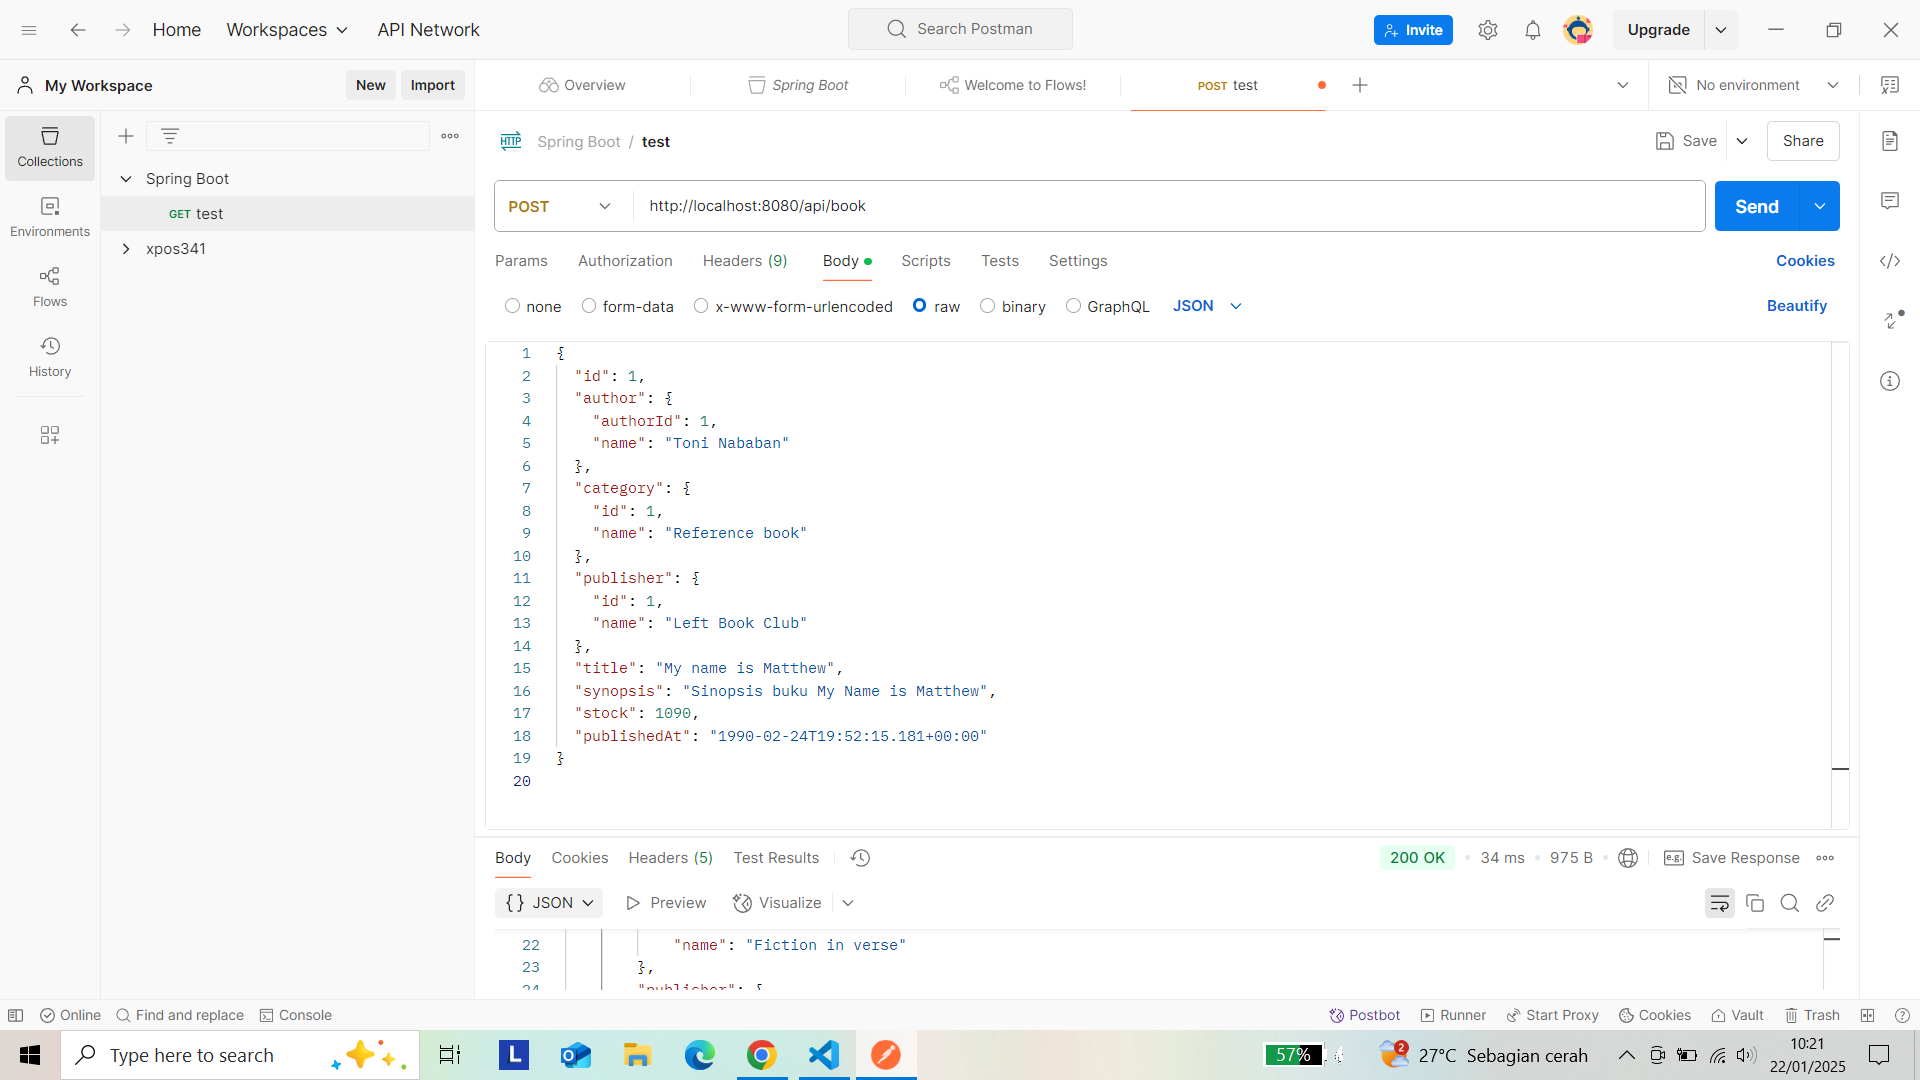 Home Workspaces API Network Search Postman Invite Upgrade
My Workspace New Import Overview Spring Boot Welcome to Flows! POST test No environment
Collections
Environments
Flows
History
Spring Boot
GET test
xpos341
HTTP Spring Boot / test Save Share
POST http://localhost:8080/api/book Send
Params Authorization Headers (9) Body Scripts Tests Settings Cookies
none form-data x-www-form-urlencoded raw binary GraphQL JSON Beautify
1 {
2 "id": 1,
3 "author": {
4 "authorId": 1,
5 "name": "Toni Nababan"
6 },
7 "category": {
8 "id": 1,
9 "name": "Reference book"
10 },
11 "publisher": {
12 "id": 1,
13 "name": "Left Book Club"
14 },
15 "title": "My name is Matthew",
16 "synopsis": "Sinopsis buku My Name is Matthew",
17 "stock": 1090,
18 "publishedAt": "1990-02-24T19:52:15.181+00:00"
19 }
20
Body Cookies Headers (5) Test Results 200 OK 34 ms 975 B e.g. Save Response
{} JSON Preview Visualize
22 "name": "Fiction in verse"
23 },
24 "publisher": {
Online Find and replace Console Postbot Runner Start Proxy Cookies Vault Trash
Type here to search L 57% 2 27°C Sebagian cerah 10:21
22/01/2025